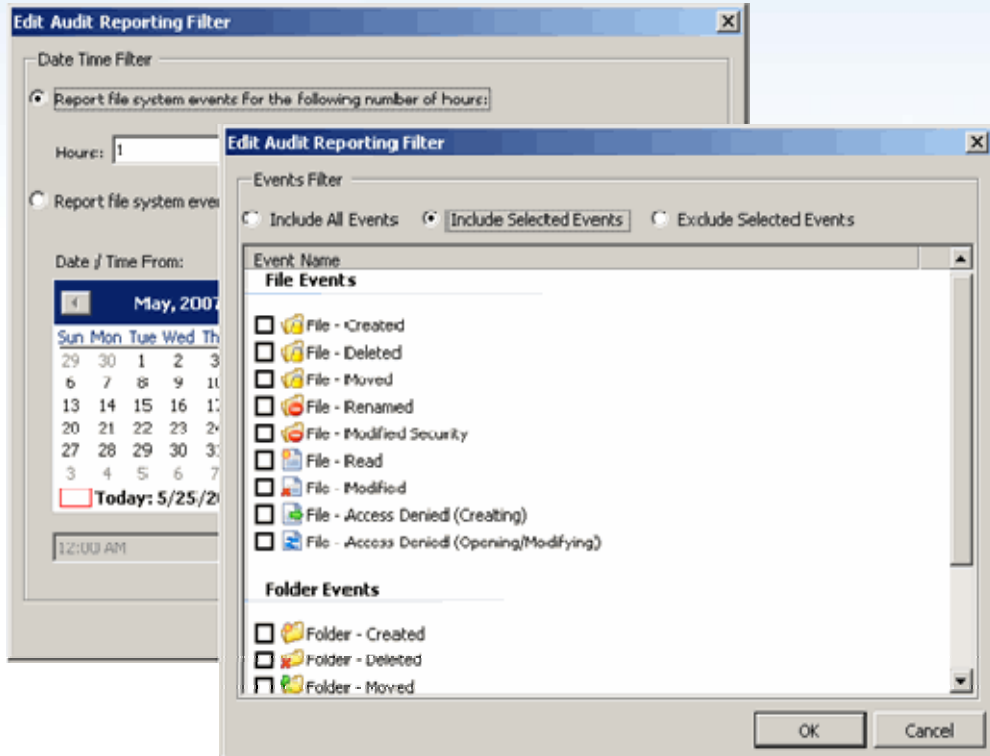 Edit Audit Reporting Filter
Date Time Filter
Report file system events for the following number of hours:
Hours: 1
Report file system eve
Date / Time From:
May, 2007
Sun Mon Tue Wed Th
29 30 1 2 3
6 7 8 9 10
13 14 15 16 17
20 21 22 23 24
27 28 29 30 31
3 4 5 6 7
Today: 5/25/20
12:00 AM
Edit Audit Reporting Filter
Events Filter
Include All Events Include Selected Events Exclude Selected Events
Event Name
File Events
File - Created
File - Deleted
File - Moved
File - Renamed
File - Modified Security
File - Read
File - Modified
File - Access Denied (Creating)
File - Access Denied (Opening/Modifying)
Folder Events
Folder - Created
Folder - Deleted
Folder - Moved
OK Cancel